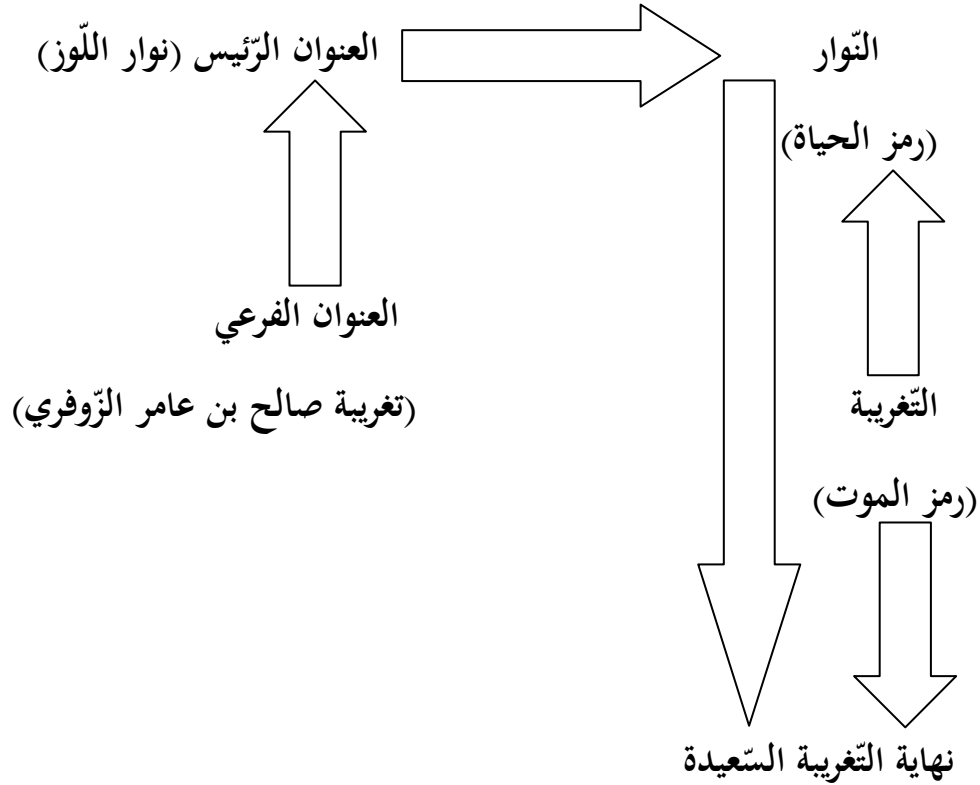 العنوان الرّئيس (نوار اللّوز)
النّوار
(رمز الحياة)
العنوان الفرعي
(تغريبة صالح بن عامر الزّوفري)
التّغريبة
(رمز الموت)
نهاية التّغريبة السّعيدة